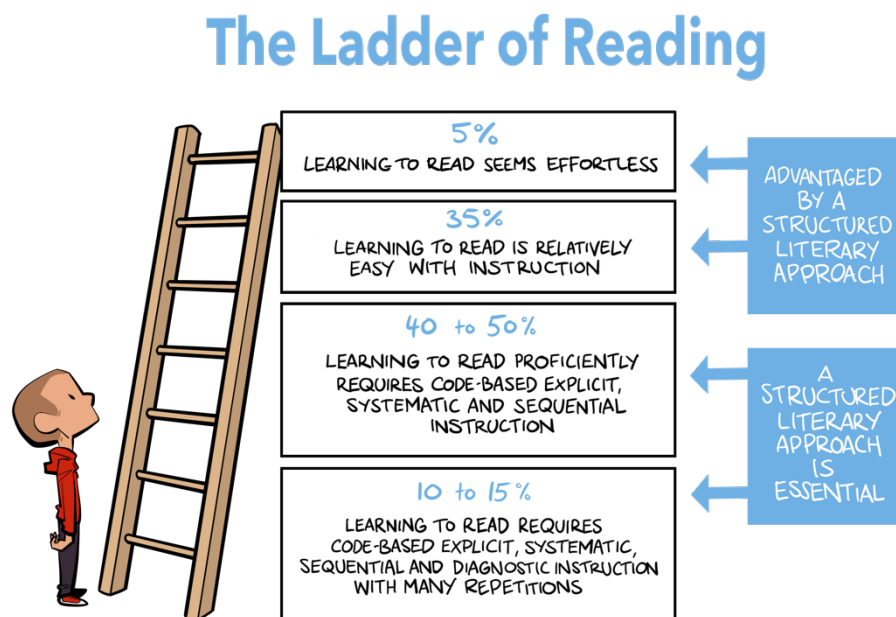 The Ladder of Reading
5%
LEARNING TO READ SEEMS EFFORTLESS
35%
LEARNING TO READ IS RELATIVELY
EASY WITH INSTRUCTION
40 to 50%
LEARNING TO READ PROFICIENTLY
REQUIRES CODE-BASED EXPLICIT,
SYSTEMATIC AND SEQUENTIAL
INSTRUCTION
10 to 15%
LEARNING TO READ REQUIRES
CODE-BASED EXPLICIT, SYSTEMATIC,
SEQUENTIAL AND DIAGNOSTIC INSTRUCTION
WITH MANY REPETITIONS
ADVANTAGED
BY A
STRUCTURED
LITERARY
APPROACH
A
STRUCTURED
LITERARY
APPROACH
IS
ESSENTIAL